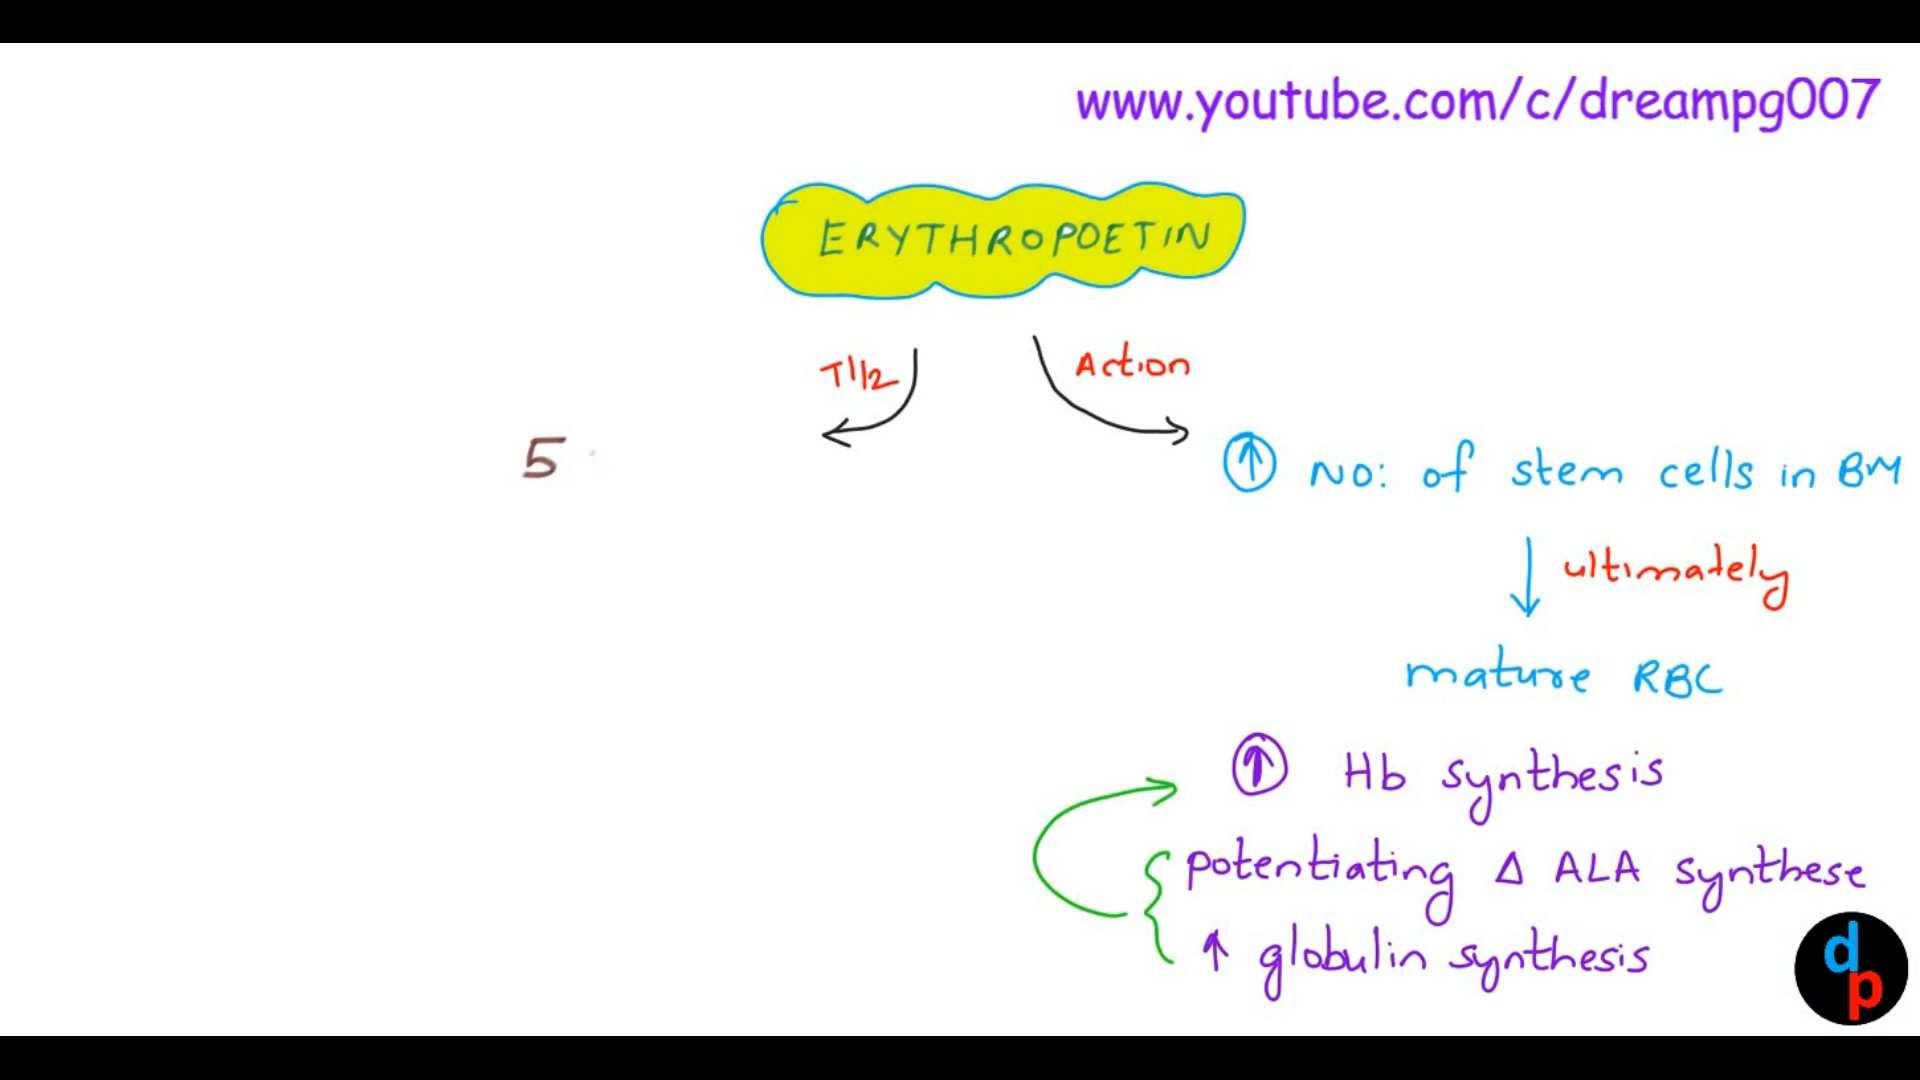 www.youtube.com/c/dreampg007
ERYTHROPOETIN
T1/2
Action
5
↑ NO: of stem cells in BM
↓ ultimately
mature RBC
↑ Hb synthesis
potentiating Δ ALA synthese
↑ globulin synthesis
dp